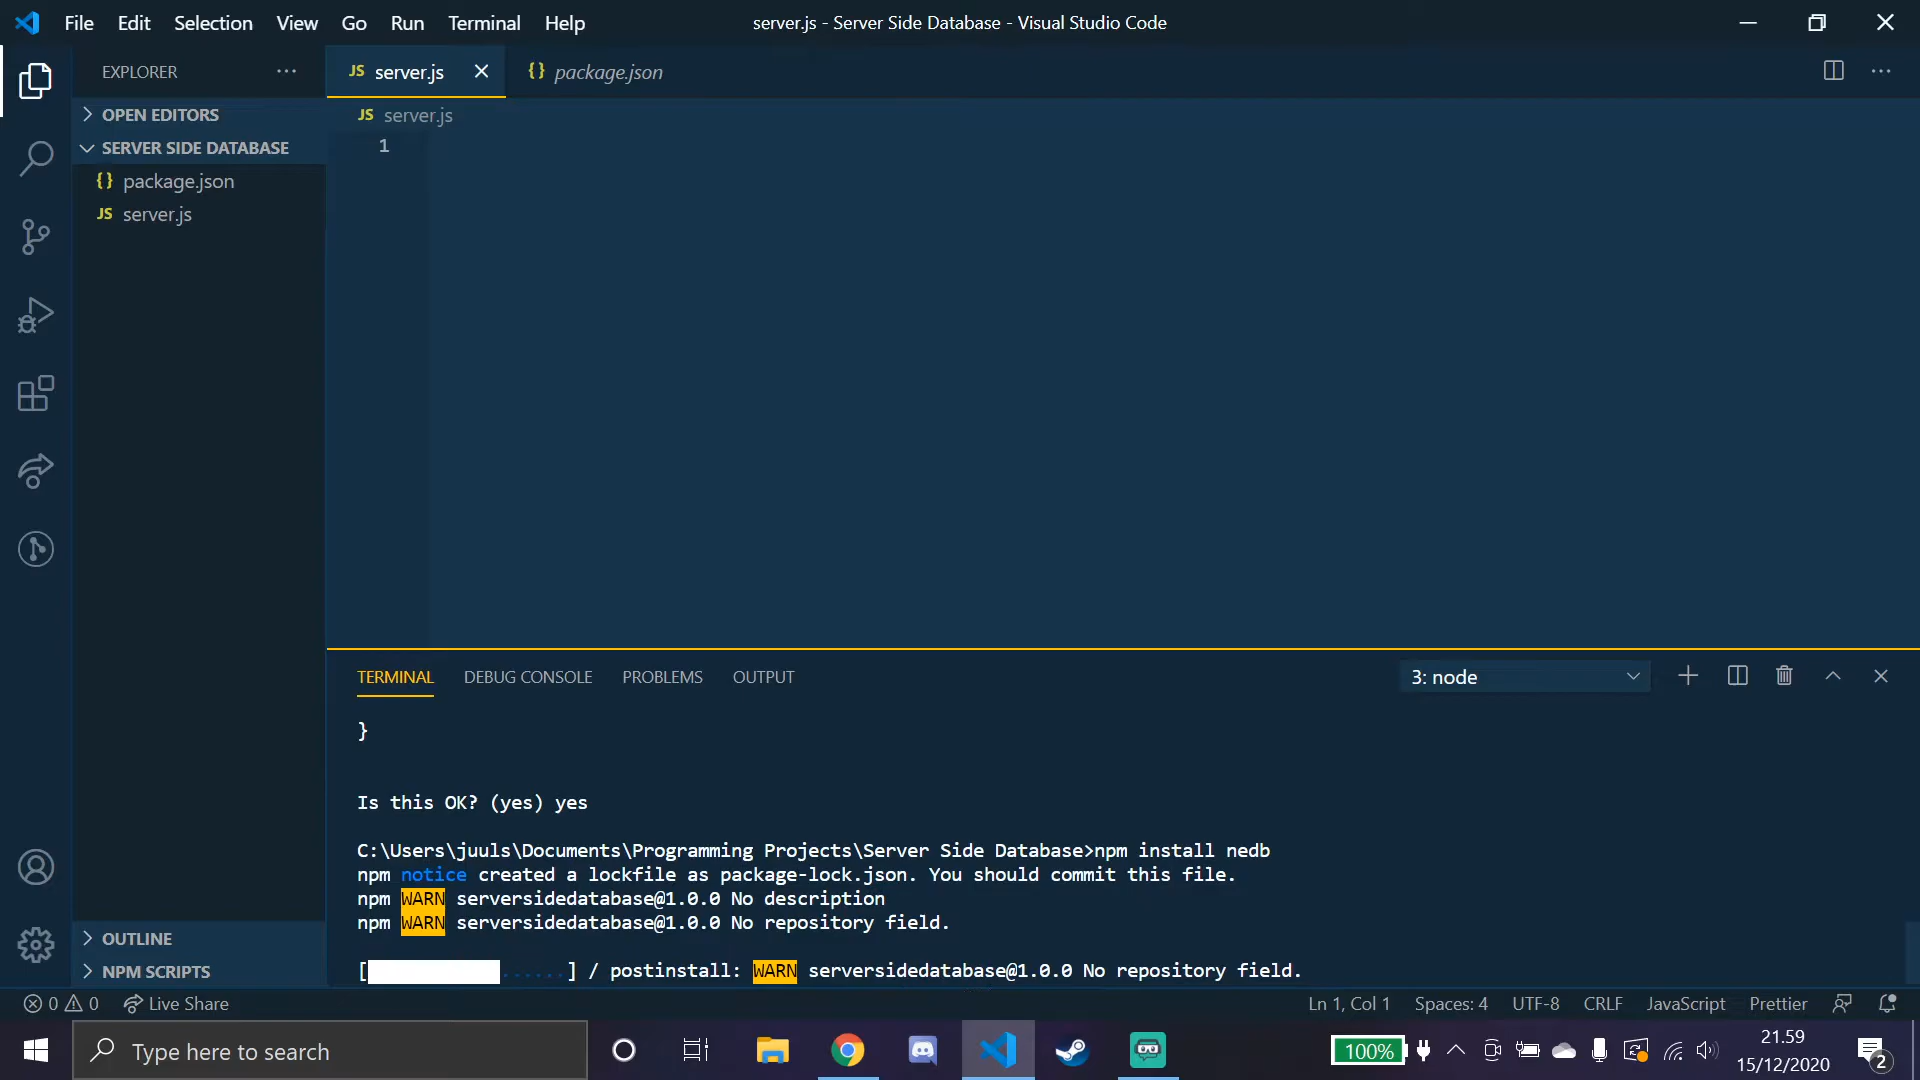 File Edit Selection View Go Run Terminal Help
server.js - Server Side Database - Visual Studio Code
EXPLORER
JS server.js
{} package.json
OPEN EDITORS
SERVER SIDE DATABASE
{} package.json
JS server.js
JS server.js
1
TERMINAL DEBUG CONSOLE PROBLEMS OUTPUT
3: node
}
Is this OK? (yes) yes
C:\Users\juuls\Documents\Programming Projects\Server Side Database>npm install nedb
npm notice created a lockfile as package-lock.json. You should commit this file.
npm WARN serversidedatabase@1.0.0 No description
npm WARN serversidedatabase@1.0.0 No repository field.
[ ......] / postinstall: WARN serversidedatabase@1.0.0 No repository field.
OUTLINE
NPM SCRIPTS
0 0 Live Share
Ln 1, Col 1 Spaces: 4 UTF-8 CRLF JavaScript Prettier
Type here to search
100%
21.59
15/12/2020
2